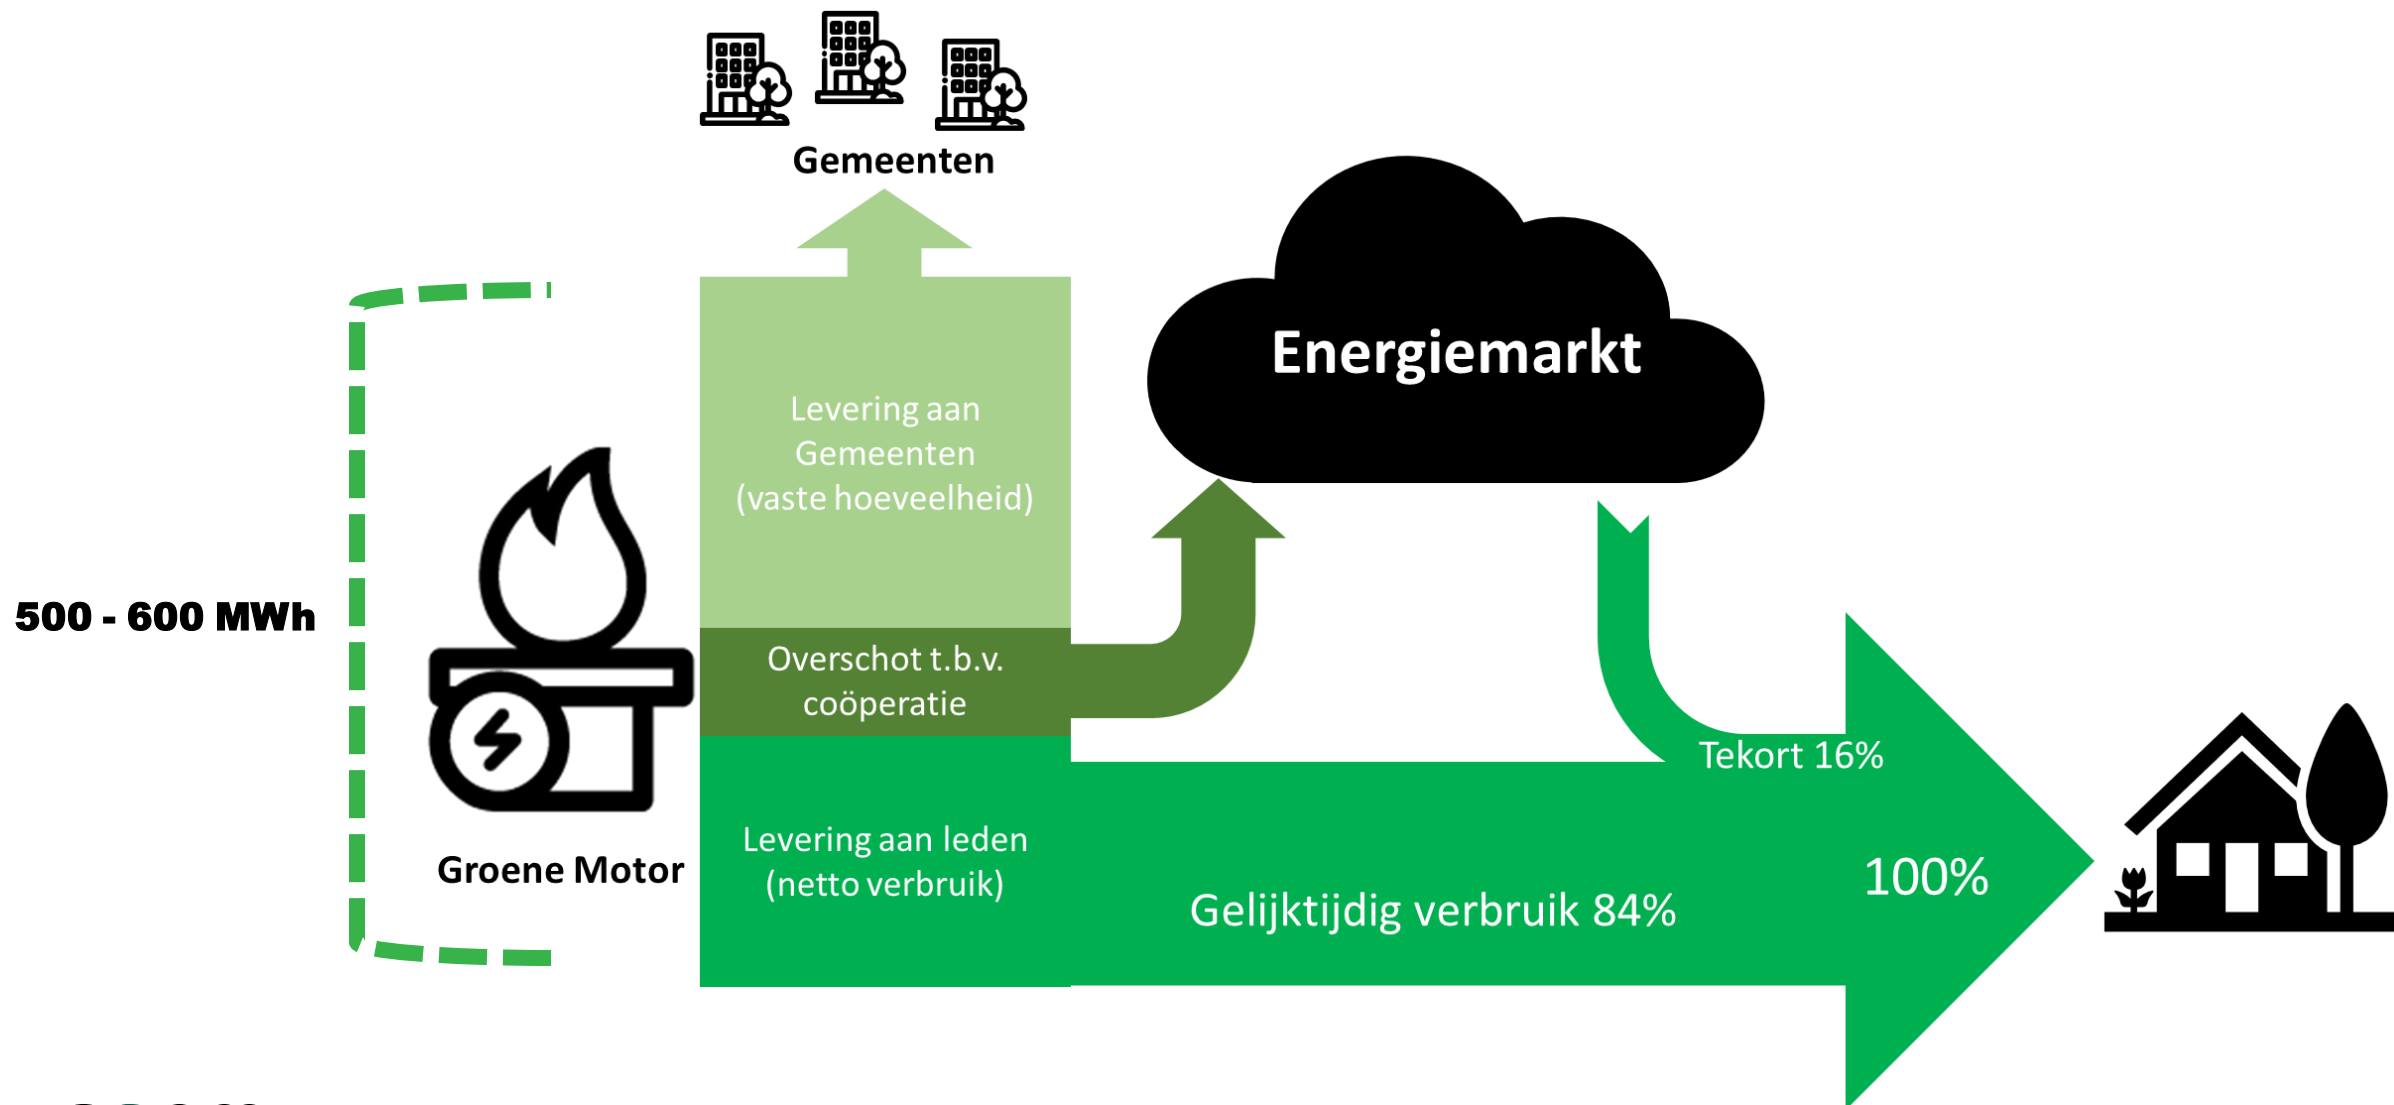 Gemeenten
Energiemarkt
Levering aan
Gemeenten
(vaste hoeveelheid)
500 - 600 MWh
Overschot t.b.v.
coöperatie
Tekort 16%
Levering aan leden
(netto verbruik)
Groene Motor
Gelijktijdig verbruik 84%
100%